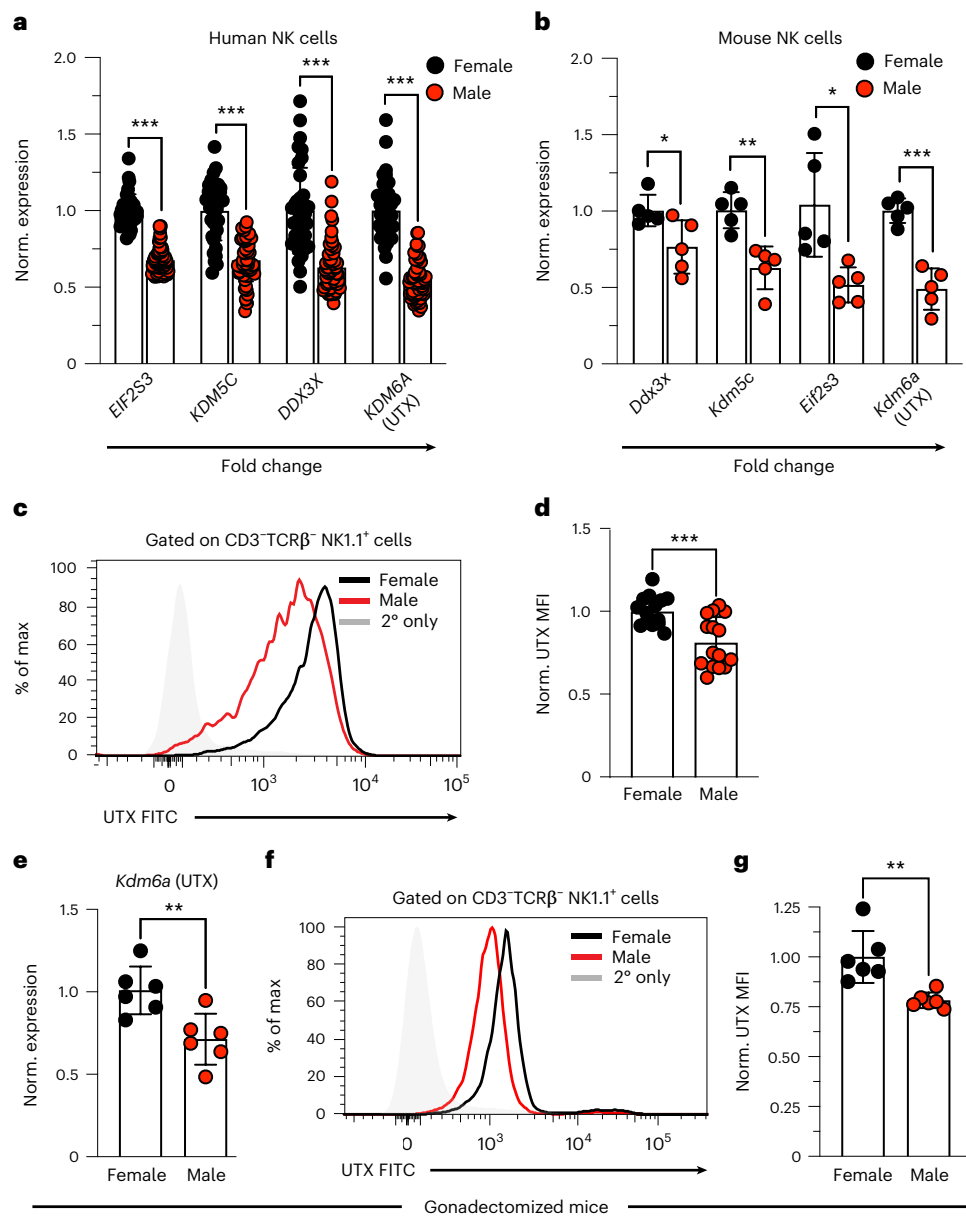 a
Human NK cells
Female
Male
Norm. expression
2.0
1.5
1.0
0.5
0
***
***
***
***
EIF2S3
KDM5C
DDX3X
KDM6A (UTX)
Fold change
b
Mouse NK cells
Female
Male
Norm. expression
2.0
1.5
1.0
0.5
0
*
**
*
***
Ddx3x
Kdm5c
Eif2s3
Kdm6a (UTX)
Fold change
c
Gated on CD3⁻TCRβ⁻ NK1.1⁺ cells
Female
Male
2° only
% of max
100
80
60
40
20
0
0 10³ 10⁴ 10⁵
UTX FITC
d
Norm. UTX MFI
1.5
1.0
0.5
0
***
Female Male
e
Kdm6a (UTX)
Norm. expression
1.5
1.0
0.5
0
**
Female Male
f
Gated on CD3⁻TCRβ⁻ NK1.1⁺ cells
Female
Male
2° only
% of max
100
80
60
40
20
0
0 10³ 10⁴ 10⁵
UTX FITC
g
Norm. UTX MFI
1.25
1.00
0.75
0.50
0.25
0
**
Female Male
Gonadectomized mice